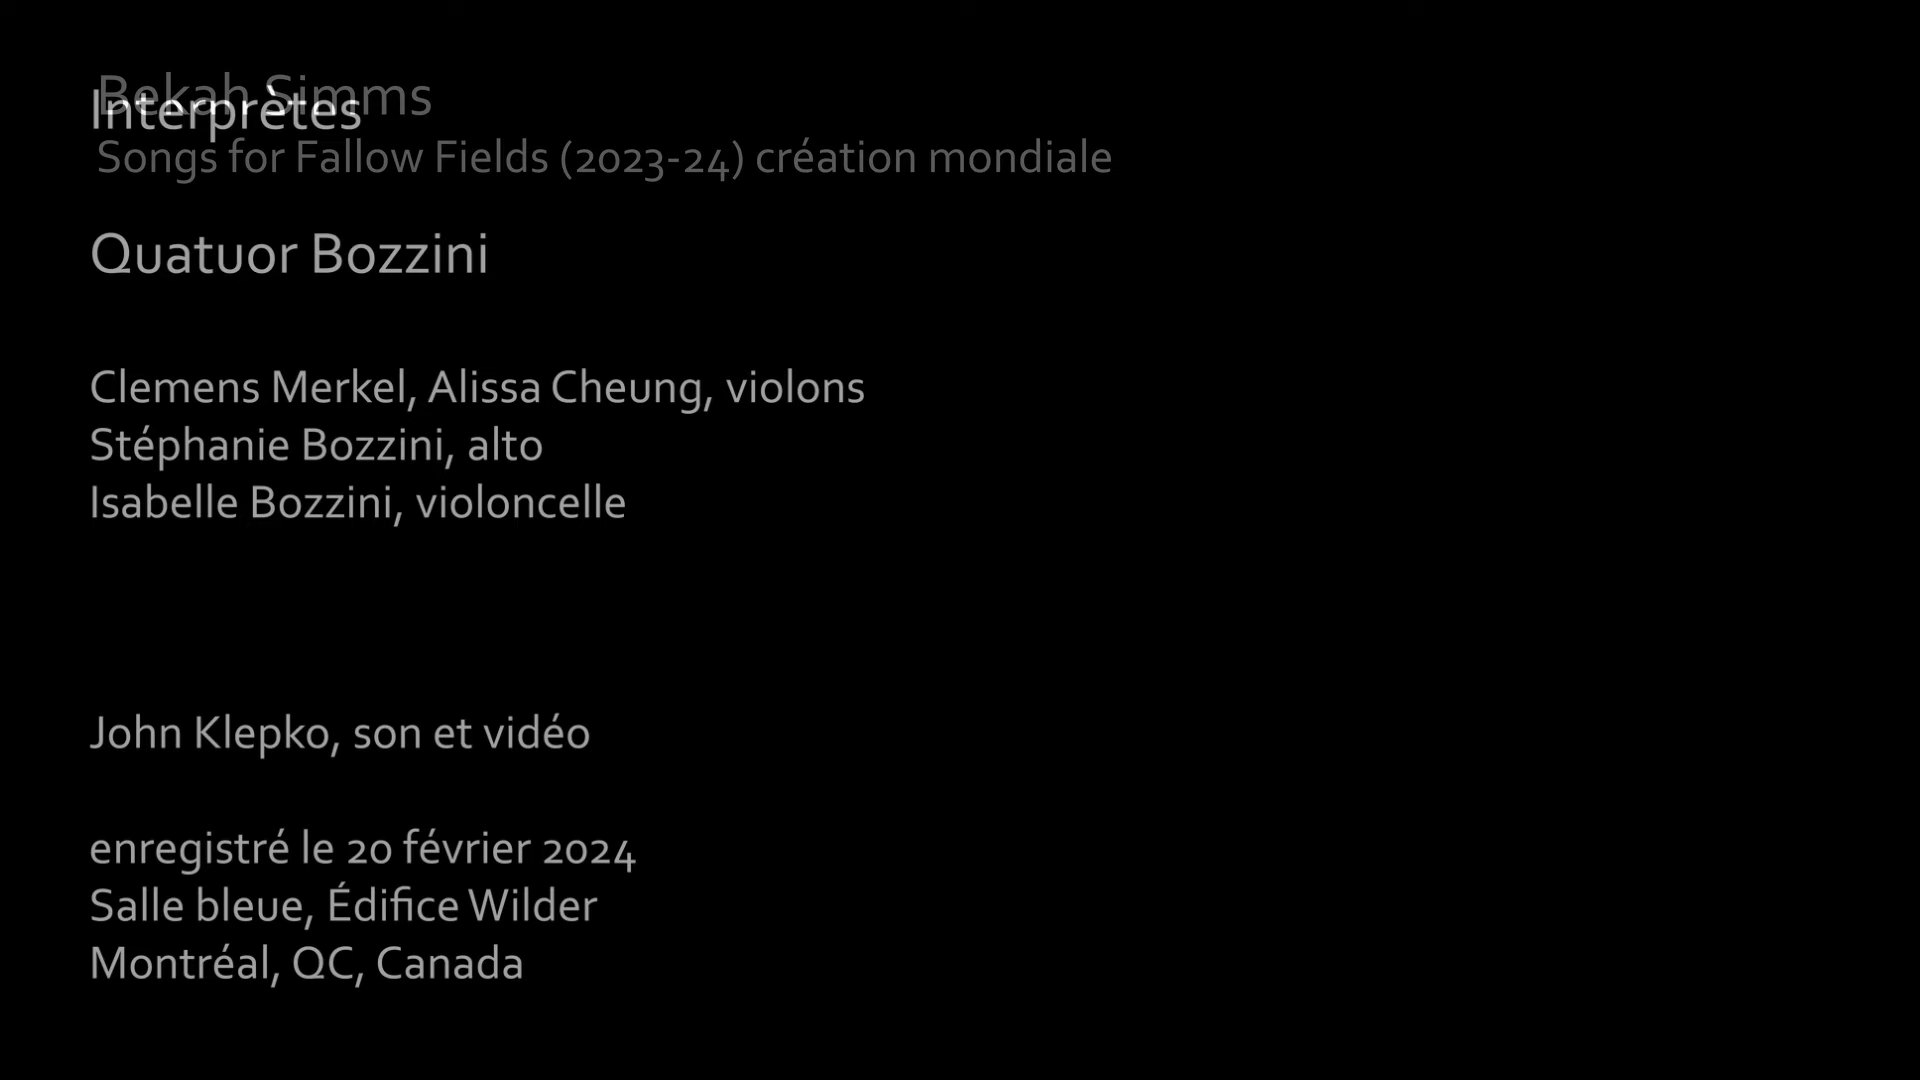 Bekah Simms
Interprètes
Songs for Fallow Fields (2023-24) création mondiale
Quatuor Bozzini
Clemens Merkel, Alissa Cheung, violons
Stéphanie Bozzini, alto
Isabelle Bozzini, violoncelle
John Klepko, son et vidéo
enregistré le 20 février 2024
Salle bleue, Édifice Wilder
Montréal, QC, Canada